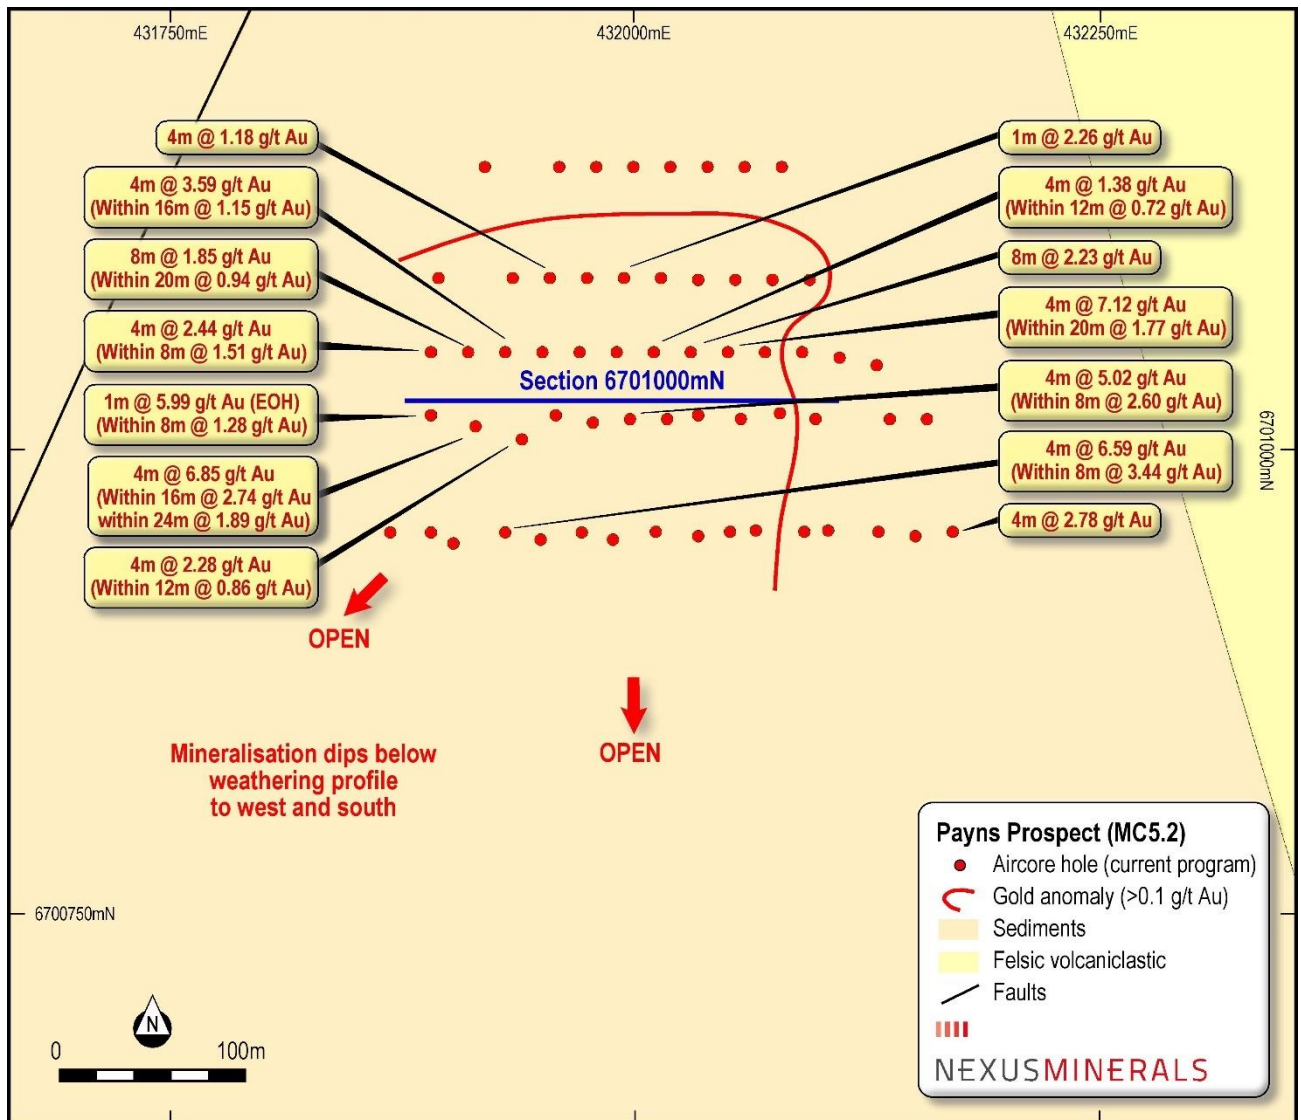 431750mE
432000mE
432250mE
4m @ 1.18 g/t Au
4m @ 3.59 g/t Au
(Within 16m @ 1.15 g/t Au)
8m @ 1.85 g/t Au
(Within 20m @ 0.94 g/t Au)
4m @ 2.44 g/t Au
(Within 8m @ 1.51 g/t Au)
1m @ 5.99 g/t Au (EOH)
(Within 8m @ 1.28 g/t Au)
4m @ 6.85 g/t Au
(Within 16m @ 2.74 g/t Au
within 24m @ 1.89 g/t Au)
4m @ 2.28 g/t Au
(Within 12m @ 0.86 g/t Au)
1m @ 2.26 g/t Au
4m @ 1.38 g/t Au
(Within 12m @ 0.72 g/t Au)
8m @ 2.23 g/t Au
4m @ 7.12 g/t Au
(Within 20m @ 1.77 g/t Au)
4m @ 5.02 g/t Au
(Within 8m @ 2.60 g/t Au)
4m @ 6.59 g/t Au
(Within 8m @ 3.44 g/t Au)
4m @ 2.78 g/t Au
Section 6701000mN
6701000mN
OPEN
OPEN
Mineralisation dips below
weathering profile
to west and south
6700750mN
N
0 100m
Payns Prospect (MC5.2)
Aircore hole (current program)
Gold anomaly (>0.1 g/t Au)
Sediments
Felsic volcaniclastic
Faults
NEXUSMINERALS